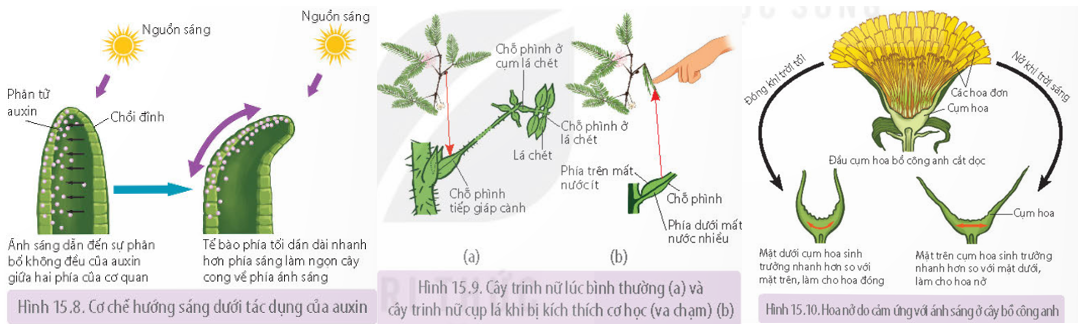 Nguồn sáng
Nguồn sáng
Phân tử
auxin
Chồi đỉnh
Ánh sáng dẫn đến sự phân
bố không đều của auxin
giữa hai phía của cơ quan
Tế bào phía tối dần dài nhanh
hơn phía sáng làm ngọn cây
cong về phía ánh sáng
Hình 15.8. Cơ chế hướng sáng dưới tác dụng của auxin
(a)
Chỗ phình ở
cụm lá chét
Chỗ phình ở
lá chét
Lá chét
Chỗ phình
tiếp giáp cành
(b)
Phía trên mất
nước ít
Chỗ phình
Phía dưới mất
nước nhiều
(a)
(b)
Hình 15.9. Cây trinh nữ lúc bình thường (a) và
cây trinh nữ cụp lá khi bị kích thích cơ học (va chạm) (b)
Đóng khi trời tối
Nở khi trời sáng
Các hoa đơn
Cụm hoa
Đầu cụm hoa bồ công anh cắt dọc
Cụm hoa
Mặt dưới cụm hoa sinh
trưởng nhanh hơn so với
mặt trên, làm cho hoa đóng
Mặt trên cụm hoa sinh trưởng
nhanh hơn so với mặt dưới,
làm cho hoa nở
Hình 15.10. Hoa nở do cảm ứng với ánh sáng ở cây bồ công anh